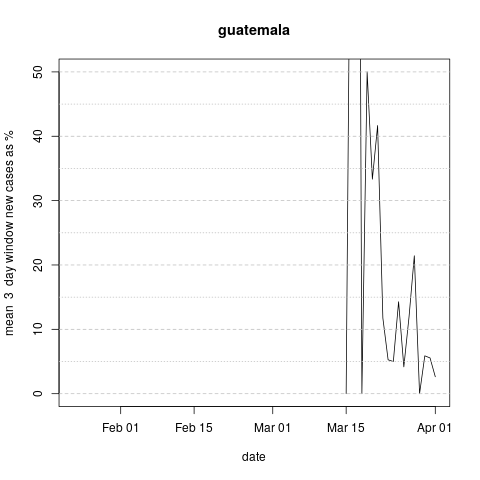 guatemala
mean 3 day window new cases as %
50
40
30
20
10
0
Feb 01
Feb 15
Mar 01
Mar 15
Apr 01
date